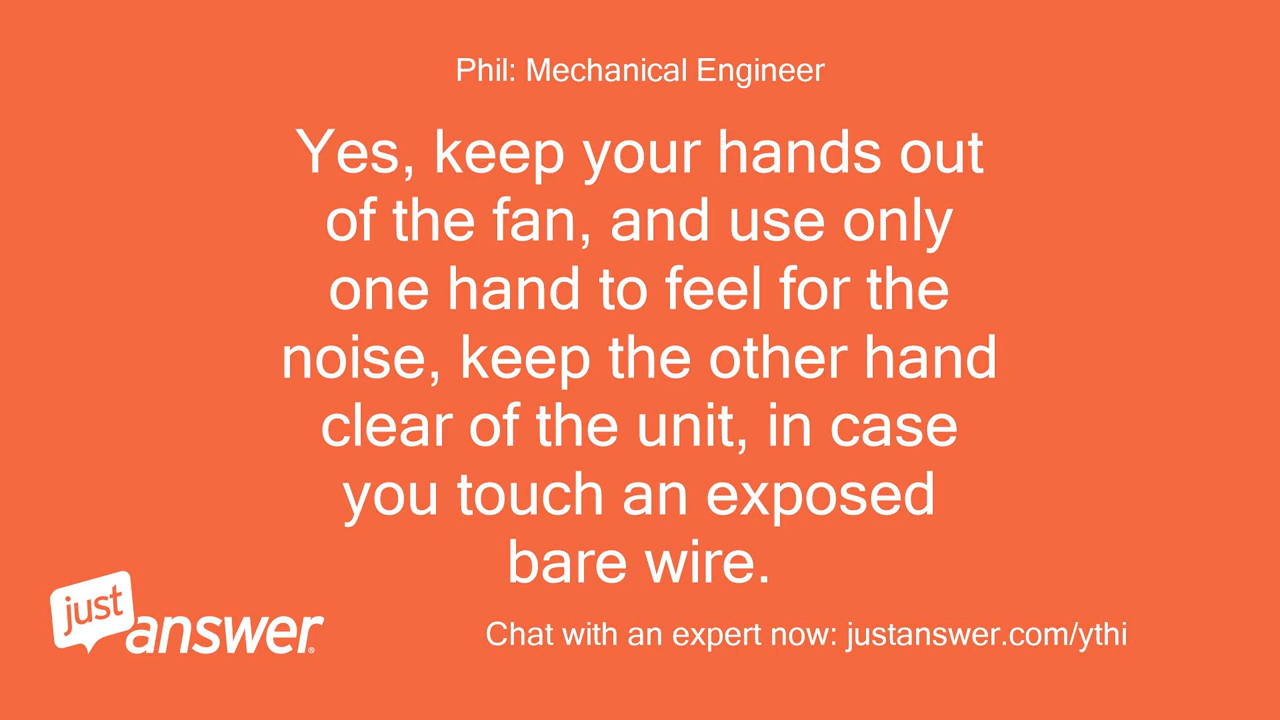 Phil: Mechanical Engineer
Yes, keep your hands out
of the fan, and use only
one hand to feel for the
noise, keep the other hand
clear of the unit, in case
you touch an exposed
bare wire.
just
answer®
Chat with an expert now: justanswer.com/ythi